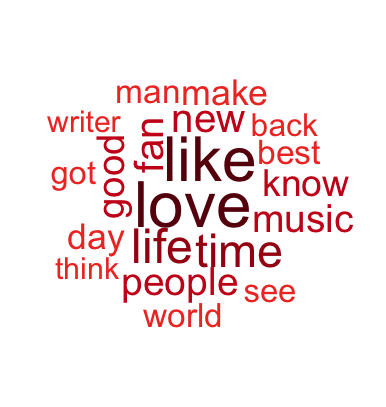 man make
writer fan new back
like best
got good know
love music
day life time
think people see
world